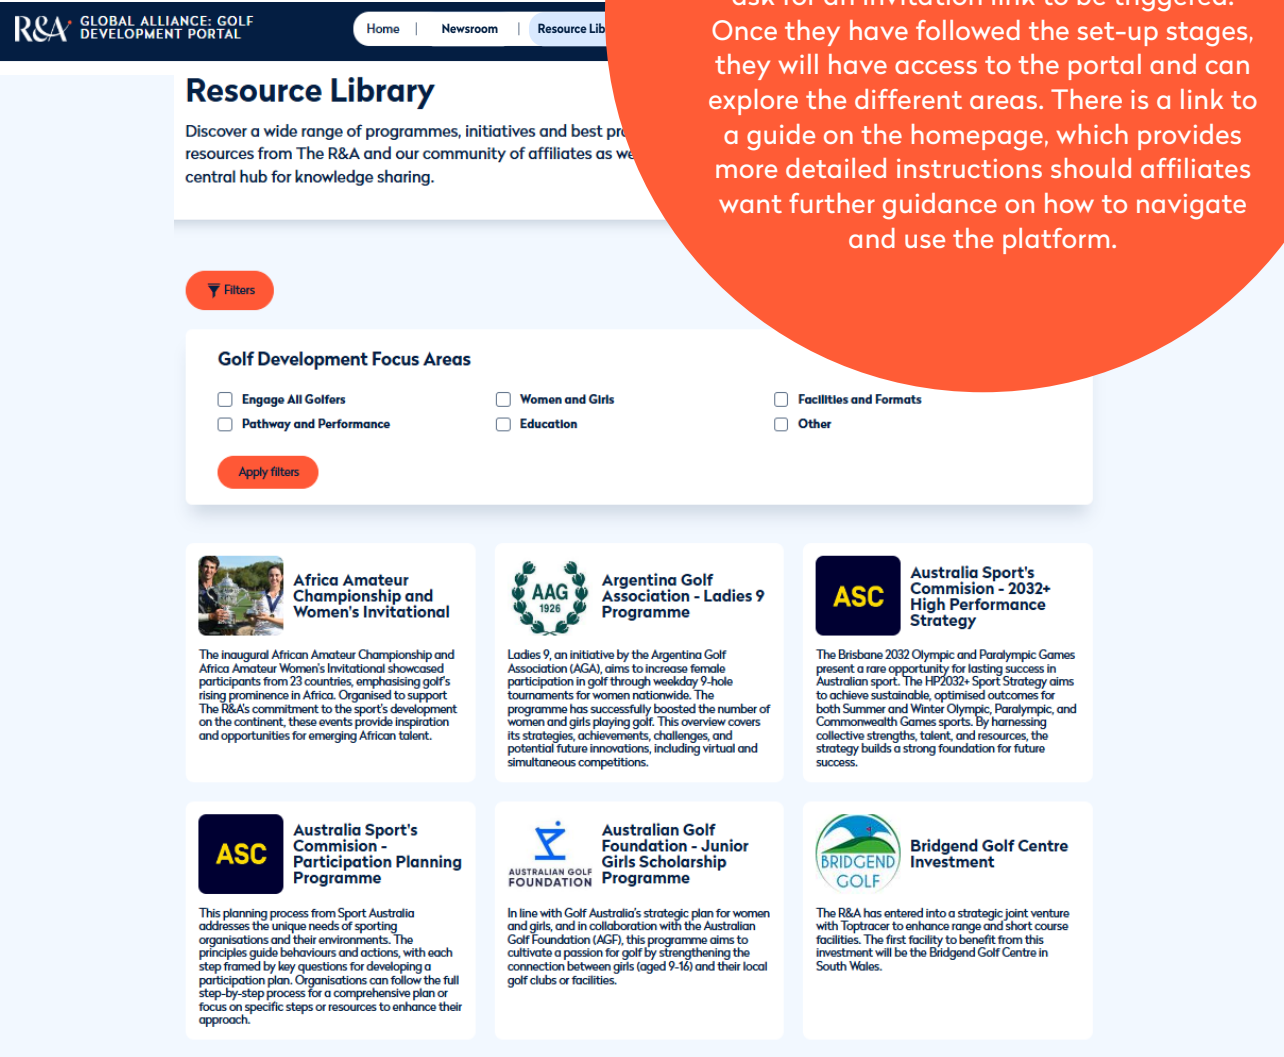 R&A GLOBAL ALLIANCE: GOLF
DEVELOPMENT PORTAL
Home | Newsroom | Resource Lib
ask for an invitation link to be triggered.
Once they have followed the set-up stages,
they will have access to the portal and can
explore the different areas. There is a link to
a guide on the homepage, which provides
more detailed instructions should affiliates
want further guidance on how to navigate
and use the platform.
Resource Library
Discover a wide range of programmes, initiatives and best
resources from The R&A and our community of affiliates as
central hub for knowledge sharing.
Filters
Golf Development Focus Areas
Engage All Golfers
Women and Girls
Facilities and Formats
Pathway and Performance
Education
Other
Apply filters
Africa Amateur
Championship and
Women's Invitational
The inaugural African Amateur Championship and
Africa Amateur Women's Invitational showcased
participants from 23 countries, emphasising golf's
rising prominence in Africa. Organised to support
The R&A's commitment to the sport's development
on the continent, these events provide inspiration
and opportunities for emerging African talent.
AAG
1926
Argentina Golf
Association - Ladies 9
Programme
Ladies 9, an initiative by the Argentina Golf
Association (AGA), aims to increase female
participation in golf through weekday 9-hole
tournaments for women nationwide. The
programme has successfully boosted the number of
women and girls playing golf. This overview covers
its strategies, achievements, challenges, and
potential future innovations, including virtual and
simultaneous competitions.
ASC
Australia Sport's
Commision - 2032+
High Performance
Strategy
The Brisbane 2032 Olympic and Paralympic Games
present a rare opportunity for lasting success in
Australian sport. The HP2032+ Sport Strategy aims
to achieve sustainable, optimised outcomes for
both Summer and Winter Olympic, Paralympic, and
Commonwealth Games sports. By harnessing
collective strengths, talent, and resources, the
strategy builds a strong foundation for future
success.
ASC
Australia Sport's
Commision -
Participation Planning
Programme
This planning process from Sport Australia
addresses the unique needs of sporting
organisations and their environments. The
principles guide behaviours and actions, with each
step framed by key questions for developing a
participation plan. Organisations can follow the full
step-by-step process for a comprehensive plan or
focus on specific steps or resources to enhance their
approach.
AUSTRALIAN GOLF
FOUNDATION
Australian Golf
Foundation - Junior
Girls Scholarship
Programme
In line with Golf Australia's strategic plan for women
and girls, and in collaboration with the Australian
Golf Foundation (AGF), this programme aims to
cultivate a passion for golf by strengthening the
connection between girls (aged 9-16) and their local
golf clubs or facilities.
BRIDGEND
GOLF
Bridgend Golf Centre
Investment
The R&A has entered into a strategic joint venture
with Toptracer to enhance range and short course
facilities. The first facility to benefit from this
investment will be the Bridgend Golf Centre in
South Wales.